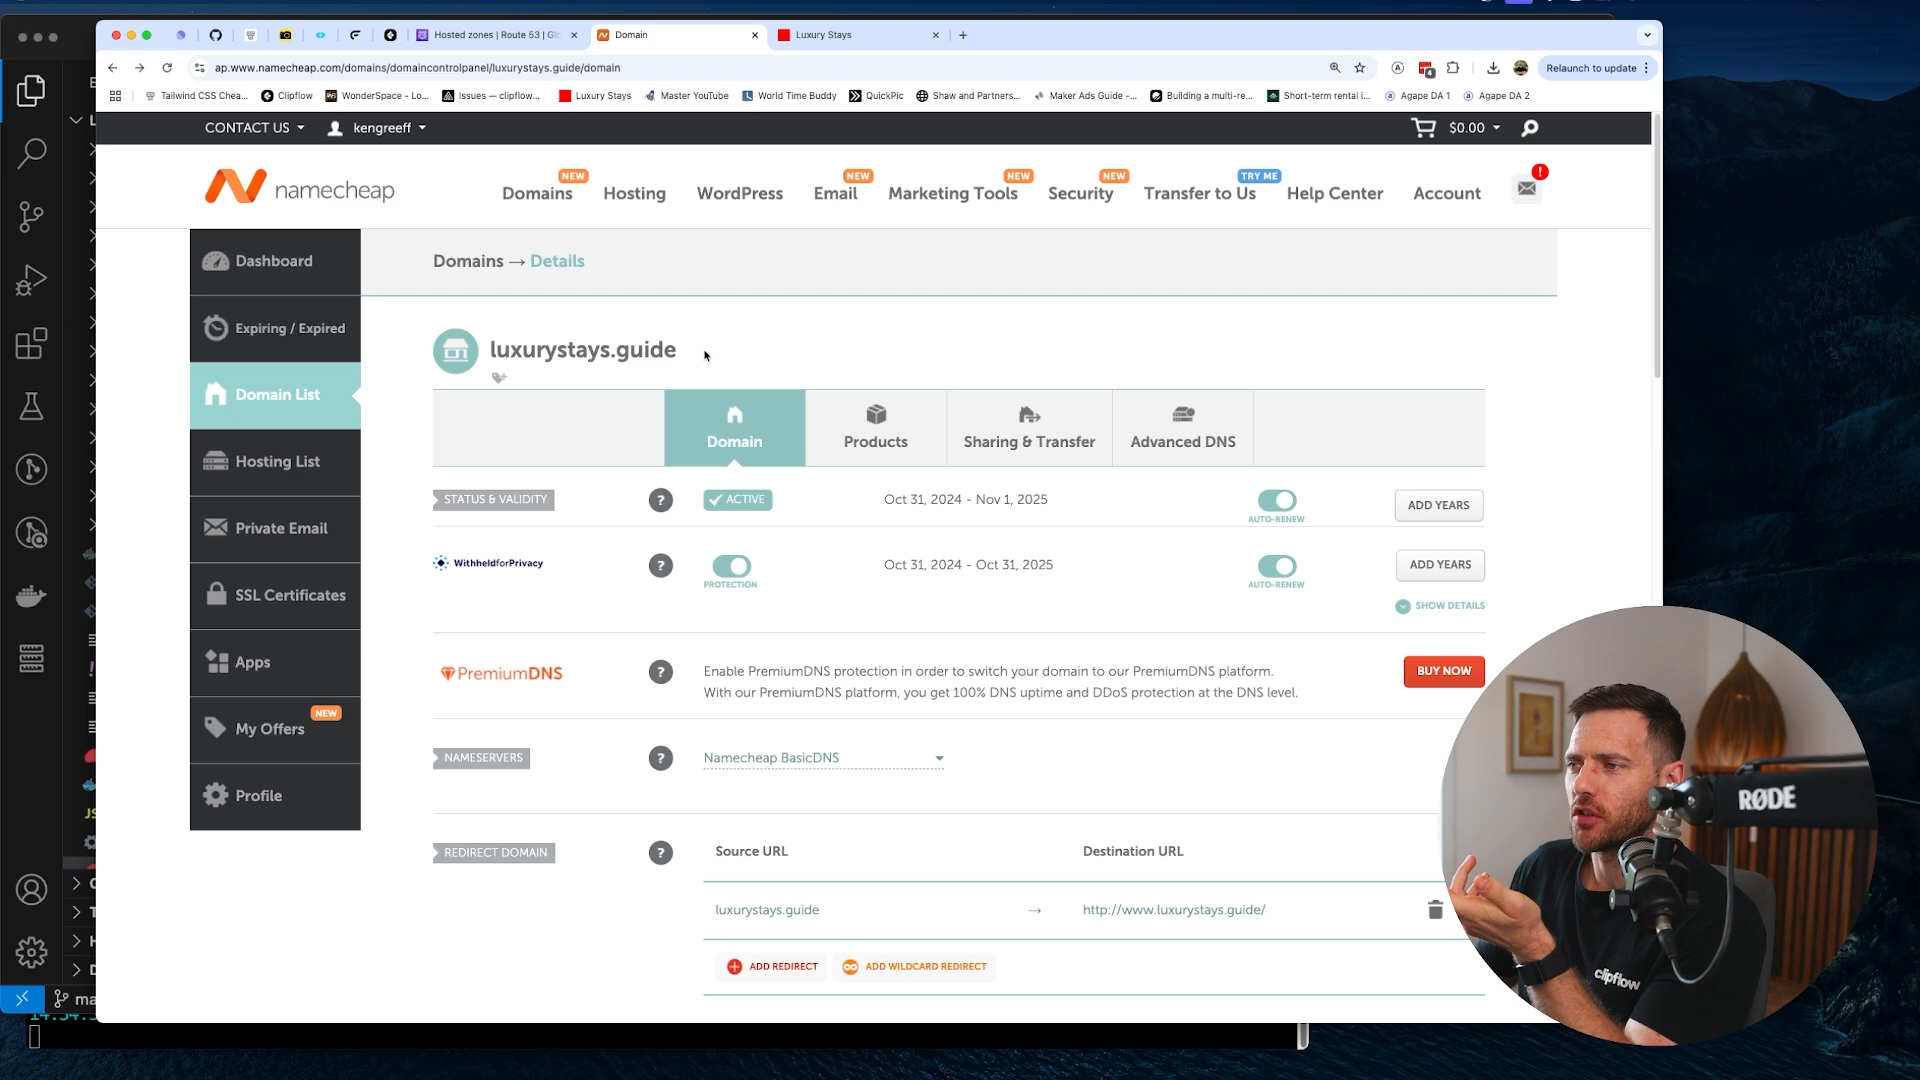 Hosted zones | Route 53 | Glo
Domain
Luxury Stays
ap.www.namecheap.com/domains/domaincontrolpanel/luxurystays.guide/domain
Relaunch to update
Tailwind CSS Chea...
Clipflow
WonderSpace - Lo...
Issues — clipflow...
Luxury Stays
Master YouTube
World Time Buddy
QuickPic
Shaw and Partners...
Maker Ads Guide -...
Building a multi-re...
Short-term rental i...
Agape DA 1
Agape DA 2
CONTACT US
kengreeff
$0.00
namecheap
NEW
NEW
NEW
NEW
TRY ME
Domains
Hosting
WordPress
Email
Marketing Tools
Security
Transfer to Us
Help Center
Account
Dashboard
Expiring / Expired
Domain List
Hosting List
Private Email
SSL Certificates
Apps
NEW
My Offers
Profile
Domains → Details
luxurystays.guide
Domain
Products
Sharing & Transfer
Advanced DNS
STATUS & VALIDITY
?
ACTIVE
Oct 31, 2024 - Nov 1, 2025
AUTO-RENEW
ADD YEARS
WithheldforPrivacy
?
PROTECTION
Oct 31, 2024 - Oct 31, 2025
AUTO-RENEW
ADD YEARS
SHOW DETAILS
PremiumDNS
?
Enable PremiumDNS protection in order to switch your domain to our PremiumDNS platform.
With our PremiumDNS platform, you get 100% DNS uptime and DDoS protection at the DNS level.
BUY NOW
NAMESERVERS
?
Namecheap BasicDNS
REDIRECT DOMAIN
?
Source URL
Destination URL
luxurystays.guide
→
http://www.luxurystays.guide/
ADD REDIRECT
ADD WILDCARD REDIRECT
RØDE
clipflow